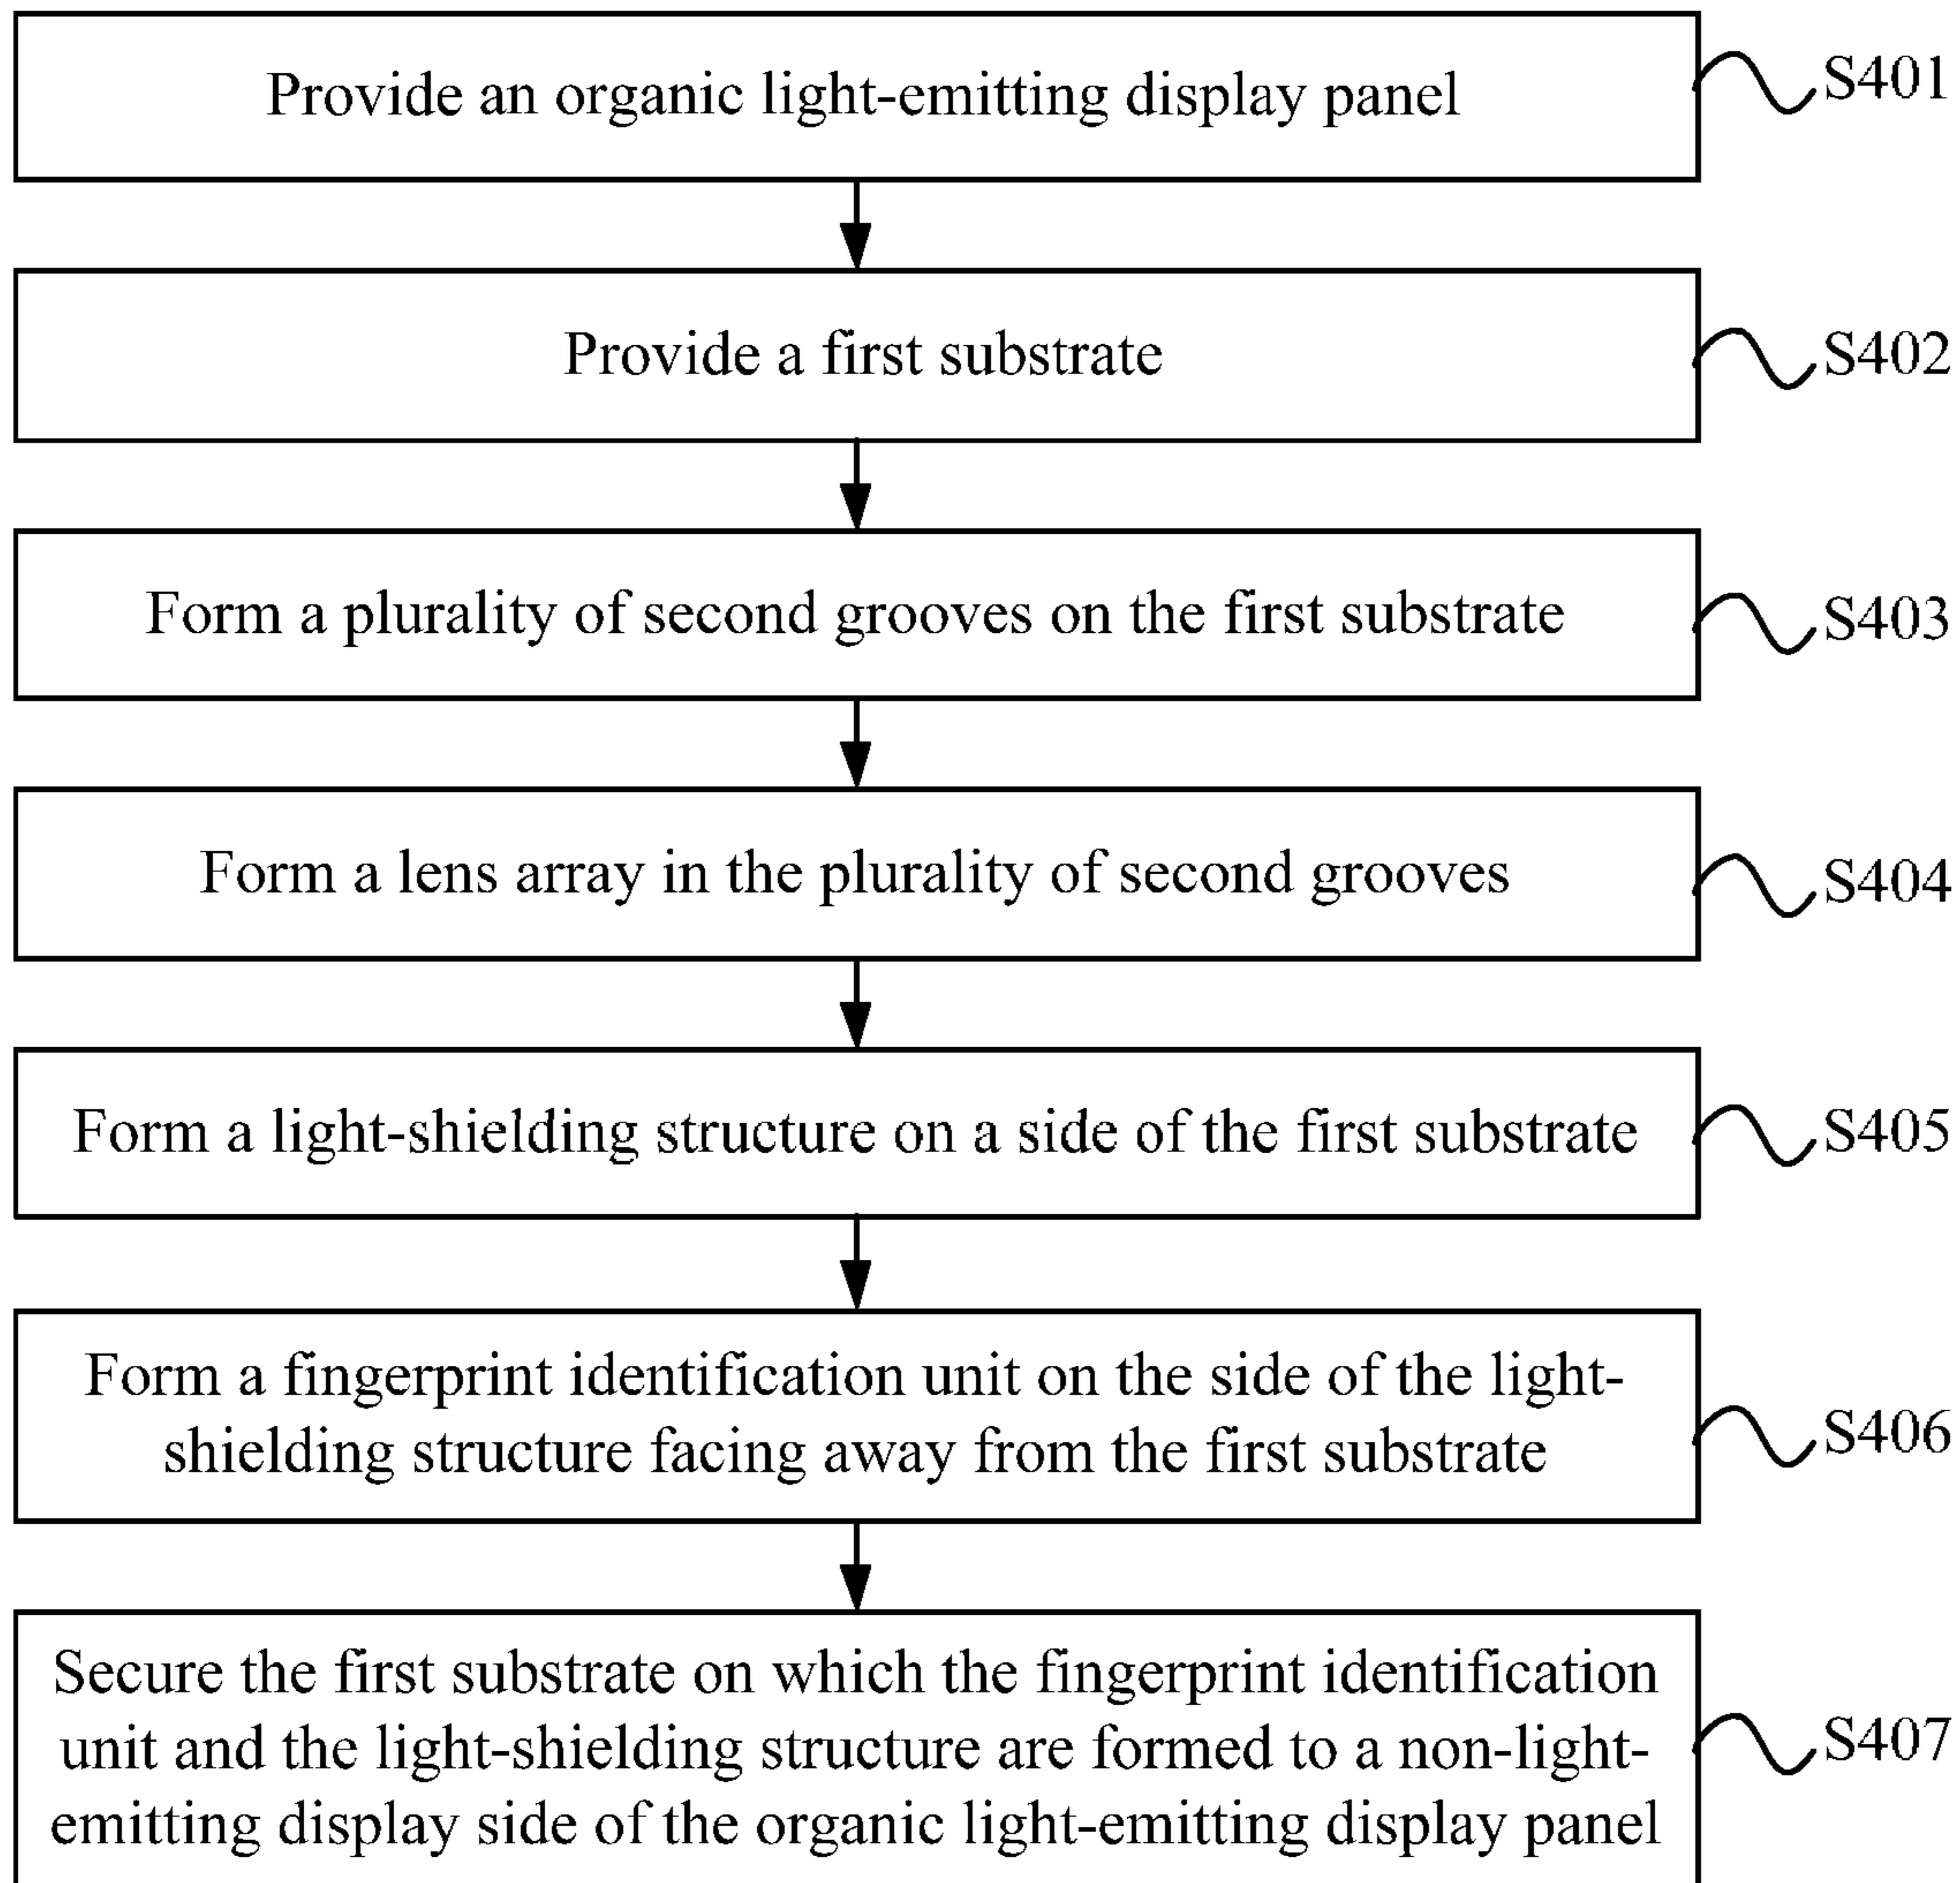 Provide an organic light-emitting display panel
S401
Provide a first substrate
S402
Form a plurality of second grooves on the first substrate
S403
Form a lens array in the plurality of second grooves
S404
Form a light-shielding structure on a side of the first substrate
S405
Form a fingerprint identification unit on the side of the light-
shielding structure facing away from the first substrate
S406
Secure the first substrate on which the fingerprint identification
unit and the light-shielding structure are formed to a non-light-
emitting display side of the organic light-emitting display panel
S407